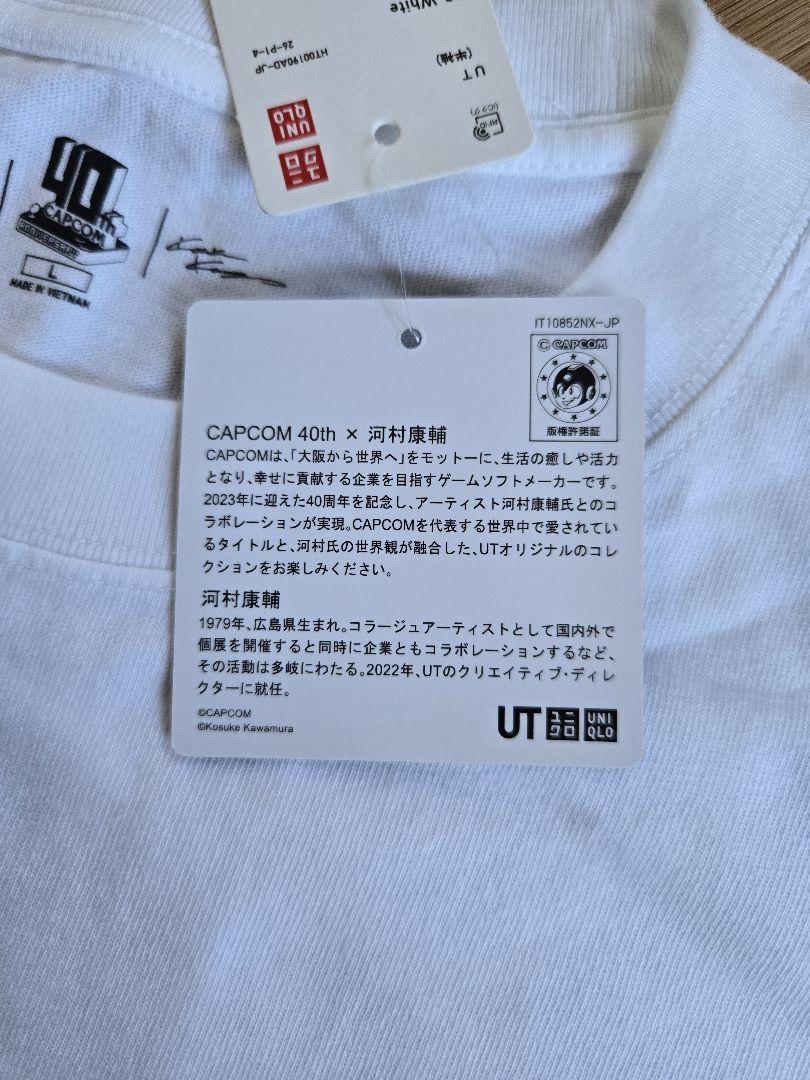 White
UT
(半袖)
HT00190AD-JP
26-P1-4
RFID
(ICタグ)
UNI
QLO
ユニ
クロ
40th
CAPCOM
ANNIVERSARY
L
MADE IN VIETNAM
IT10852NX-JP
© CAPCOM
版権許諾証
CAPCOM 40th × 河村康輔
CAPCOMは、「大阪から世界へ」をモットーに、生活の癒しや活力
となり、幸せに貢献する企業を目指すゲームソフトメーカーです。
2023年に迎えた40周年を記念し、アーティスト河村康輔氏とのコ
ラボレーションが実現。CAPCOMを代表する世界中で愛されてい
るタイトルと、河村氏の世界観が融合した、UTオリジナルのコレ
クションをお楽しみください。
河村康輔
1979年、広島県生まれ。コラージュアーティストとして国内外で
個展を開催すると同時に企業ともコラボレーションするなど、
その活動は多岐にわたる。2022年、UTのクリエイティブ・ディレ
クターに就任。
©CAPCOM
©Kosuke Kawamura
UT ユニクロ UNIQLO